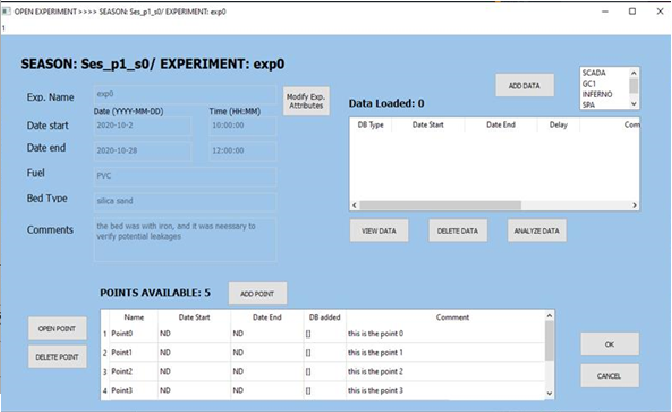 OPEN EXPERIMENT>>>> SEASON: Ses_p1_s0/ EXPERIMENT: exp0
1
SEASON: Ses_p1_s0/ EXPERIMENT: exp0
ADD DATA
SCADA
GC1
INFERNO
SPA
Exp. Name
exp0
Modify Exp. Attributes
Data Loaded: 0
Date (YYYY-MM-DD) Time (HH:MM)
Date start 2020-10-2 10:00:00
Date end 2020-10-28 12:00:00
Fuel PVC
Bed Type silica sand
Comments the bed was with iron, and it was neessary to
verify potential leakages
DB Type Date Start Date End Delay Com
VIEW DATA DELETE DATA ANALYZE DATA
POINTS AVAILABLE: 5 ADD POINT
Name Date Start Date End DB added Comment
1 Point0 ND ND [] this is the point 0
2 Point1 ND ND [] this is the point 1
3 Point2 ND ND [] this is the point 2
4 Point3 ND ND [] this is the point 3
OPEN POINT
DELETE POINT
OK
CANCEL